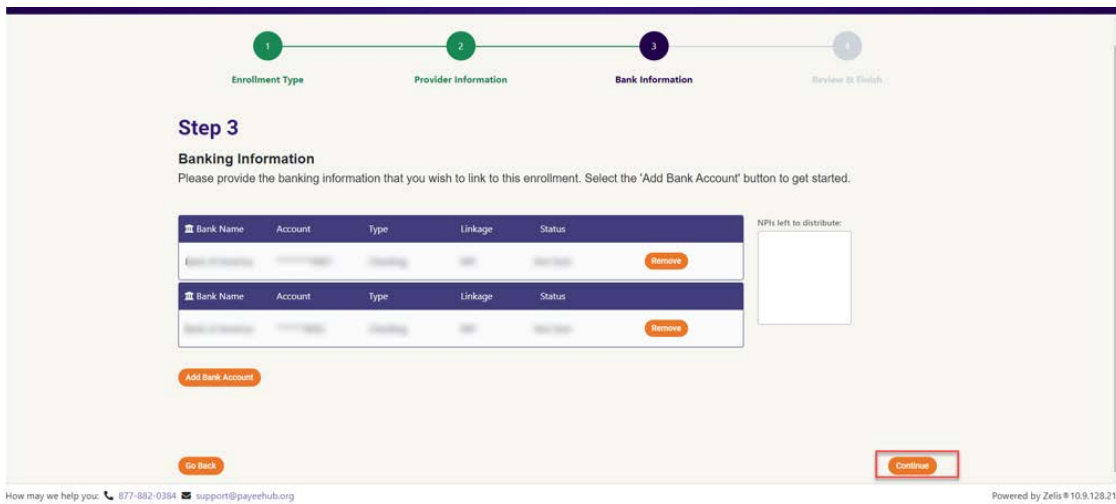 1 2 3 4
Enrollment Type Provider Information Bank Information Review & Finish
Step 3
Banking Information
Please provide the banking information that you wish to link to this enrollment. Select the 'Add Bank Account' button to get started.
NPIs left to distribute:
Bank Name Account Type Linkage Status
Remove
Bank Name Account Type Linkage Status
Remove
Add Bank Account
Go Back Continue
How may we help you: 877-882-0384 support@payeehub.org Powered by Zelis® 10.9.128.21